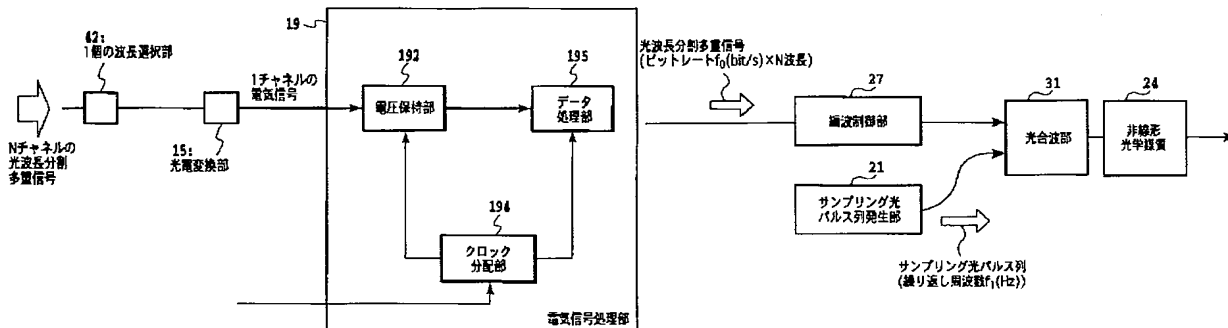 42:
1個の波長選択部
Nチャネルの
光波長分割
多重信号
15:
光電変換部
1チャネルの
電気信号
19
192
電圧保持部
195
データ
処理部
194
クロック
分配部
電気信号処理部
光波長分割多重信号
(ビットレートf₀(bit/s)×N波長)
27
偏波制御部
21
サンプリング光
パルス列発生部
サンプリング光パルス列
(繰り返し周波数f₁(Hz))
31
光合波部
24
非線形
光学媒質